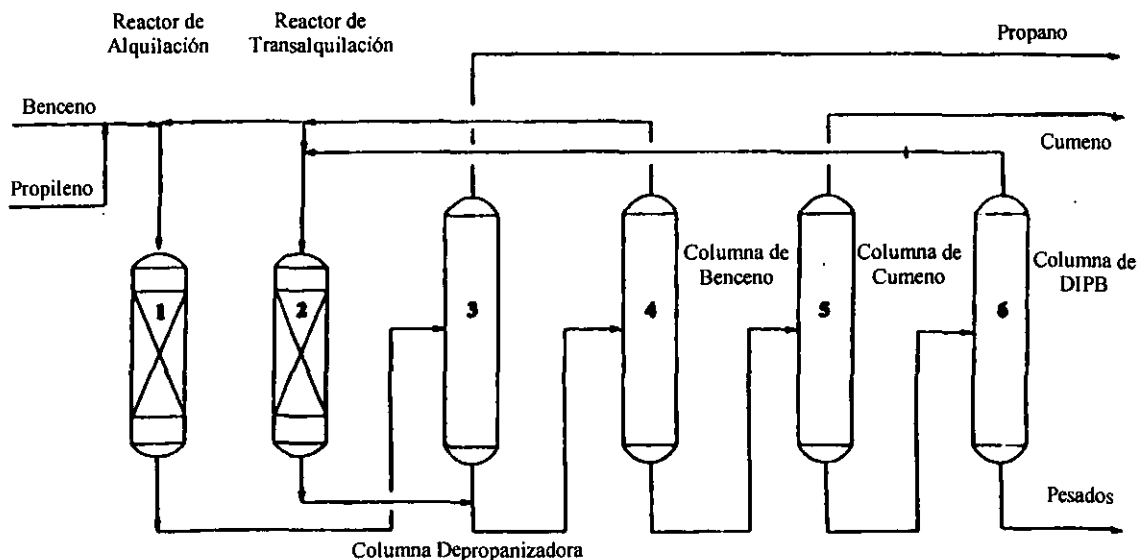 Reactor de
Alquilación
Reactor de
Transalquilación
Propano
Benceno
Cumeno
Propileno
Columna de
Benceno
Columna de
Cumeno
Columna de
DIPB
1
2
3
4
5
6
Pesados
Columna Depropanizadora